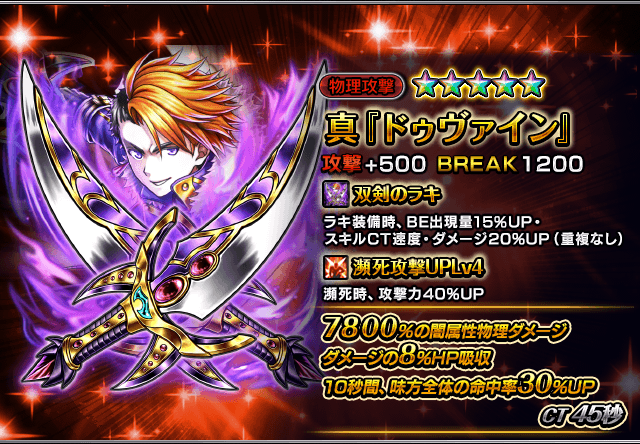 物理攻撃
真『ドゥヴァイン』
攻撃+500 BREAK1200
双剣のラキ
ラキ装備時、BE出現量15%UP・
スキルCT速度・ダメージ20%UP(重複なし)
瀕死攻撃UPLv4
瀕死時、攻撃力40%UP
7800%の闇属性物理ダメージ
ダメージの8%HP吸収
10秒間、味方全体の命中率30%UP
CT 45秒